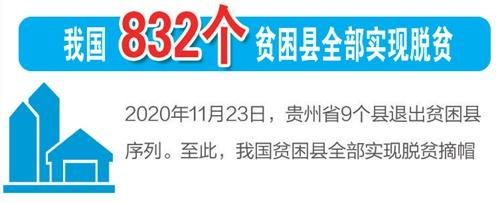 我国 832个 贫困县全部实现脱贫
2020年11月23日，贵州省9个县退出贫困县
序列。至此，我国贫困县全部实现脱贫摘帽